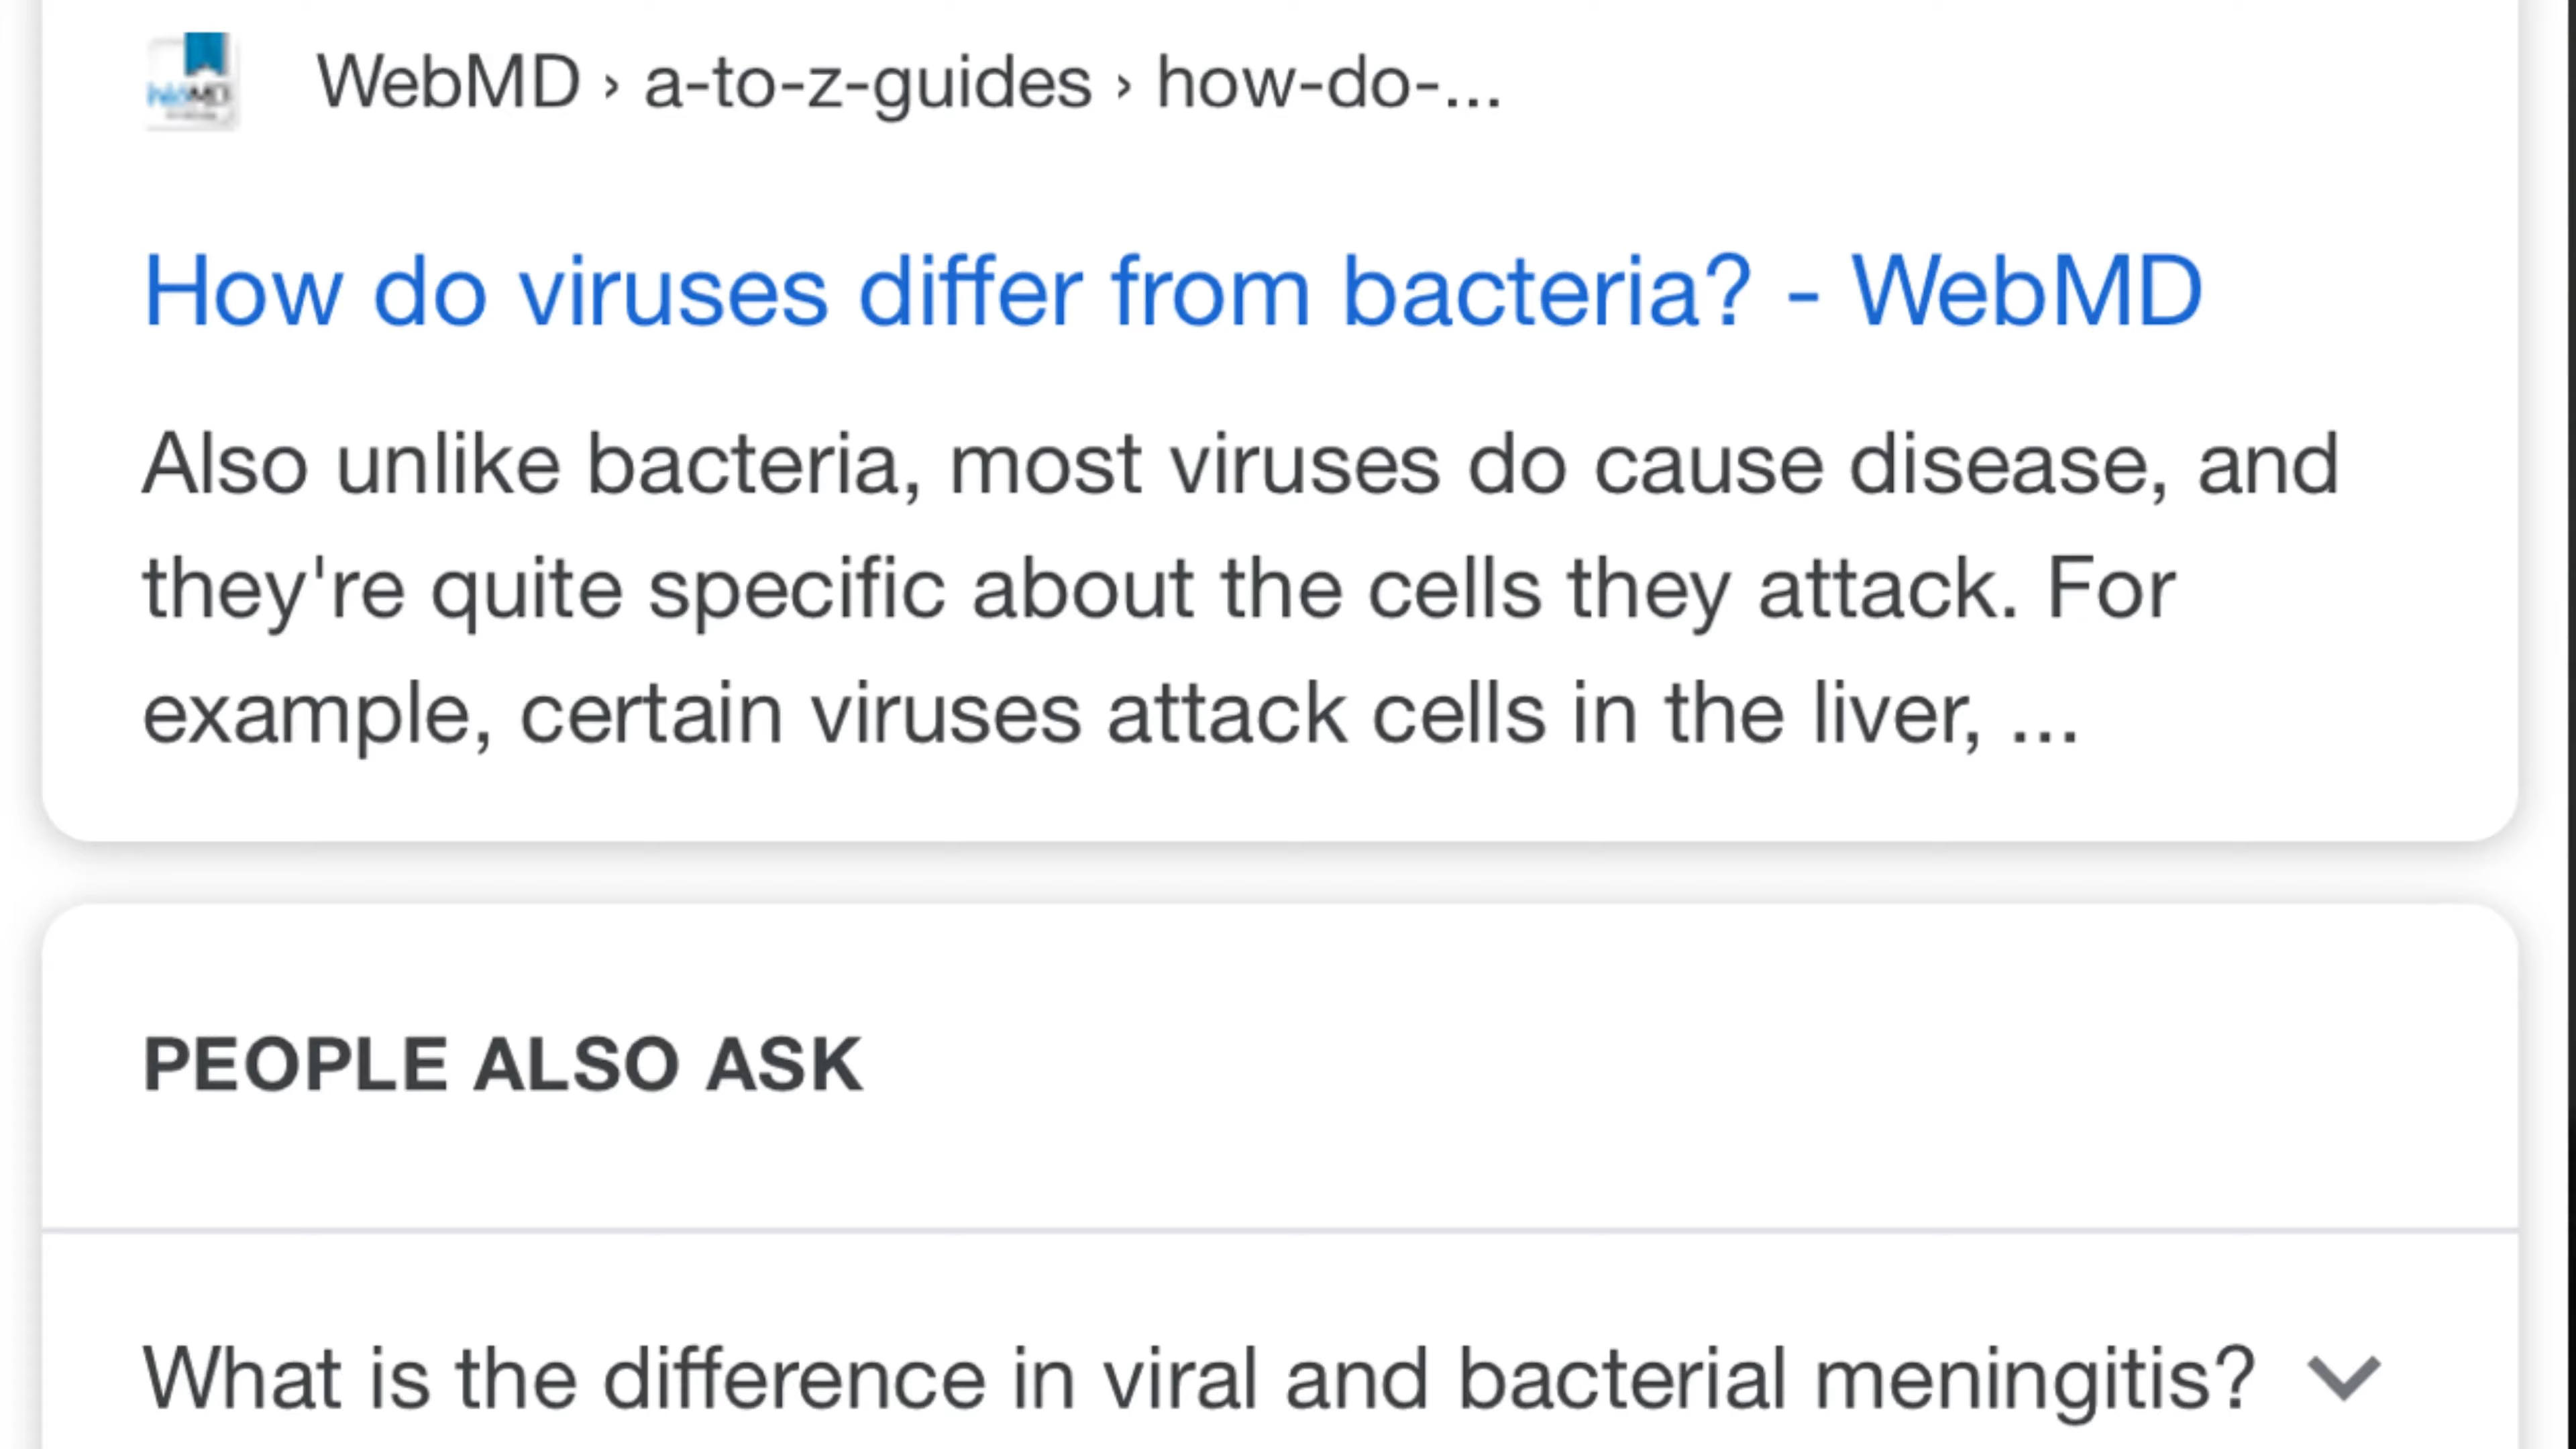 WebMD › a-to-z-guides › how-do-...
How do viruses differ from bacteria? - WebMD
Also unlike bacteria, most viruses do cause disease, and
they're quite specific about the cells they attack. For
example, certain viruses attack cells in the liver, ...
PEOPLE ALSO ASK
What is the difference in viral and bacterial meningitis?